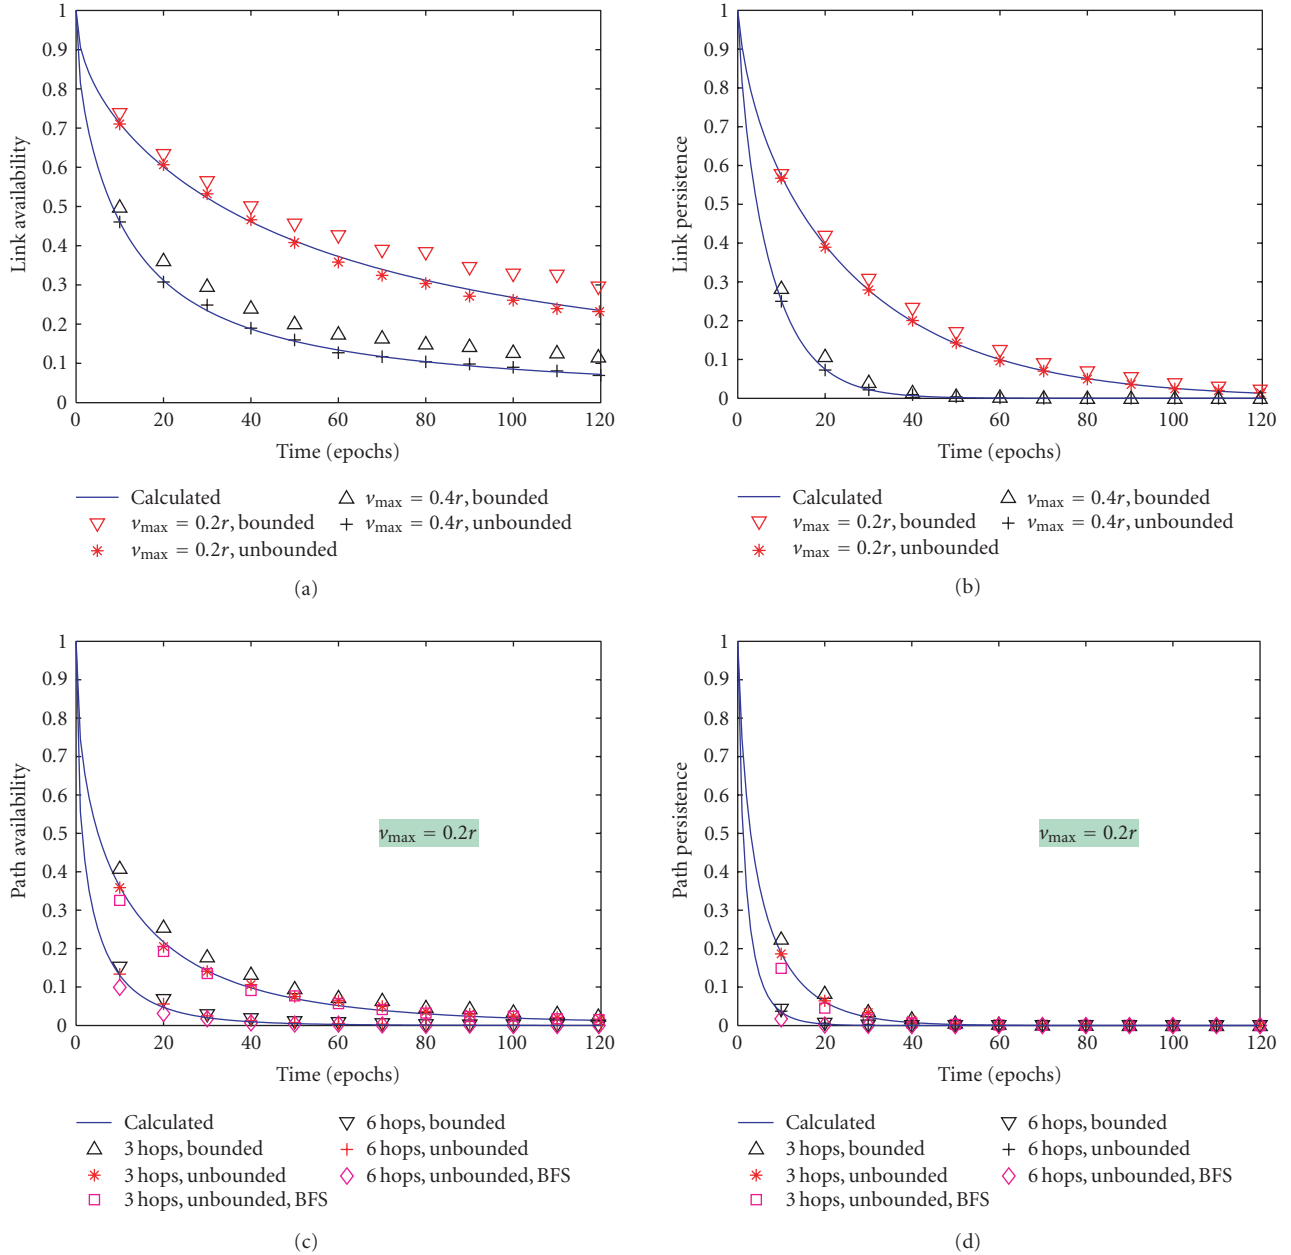 1
0.9
0.8
0.7
0.6
0.5
0.4
0.3
0.2
0.1
0
Link availability
0 20 40 60 80 100 120
Time (epochs)
Calculated
νmax = 0.2r, bounded
νmax = 0.2r, unbounded
νmax = 0.4r, bounded
νmax = 0.4r, unbounded
(a)
1
0.9
0.8
0.7
0.6
0.5
0.4
0.3
0.2
0.1
0
Link persistence
0 20 40 60 80 100 120
Time (epochs)
Calculated
νmax = 0.2r, bounded
νmax = 0.2r, unbounded
νmax = 0.4r, bounded
νmax = 0.4r, unbounded
(b)
1
0.9
0.8
0.7
0.6
0.5
0.4
0.3
0.2
0.1
0
Path availability
νmax = 0.2r
0 20 40 60 80 100 120
Time (epochs)
Calculated
3 hops, bounded
3 hops, unbounded
3 hops, unbounded, BFS
6 hops, bounded
6 hops, unbounded
6 hops, unbounded, BFS
(c)
1
0.9
0.8
0.7
0.6
0.5
0.4
0.3
0.2
0.1
0
Path persistence
νmax = 0.2r
0 20 40 60 80 100 120
Time (epochs)
Calculated
3 hops, bounded
3 hops, unbounded
3 hops, unbounded, BFS
6 hops, bounded
6 hops, unbounded
6 hops, unbounded, BFS
(d)